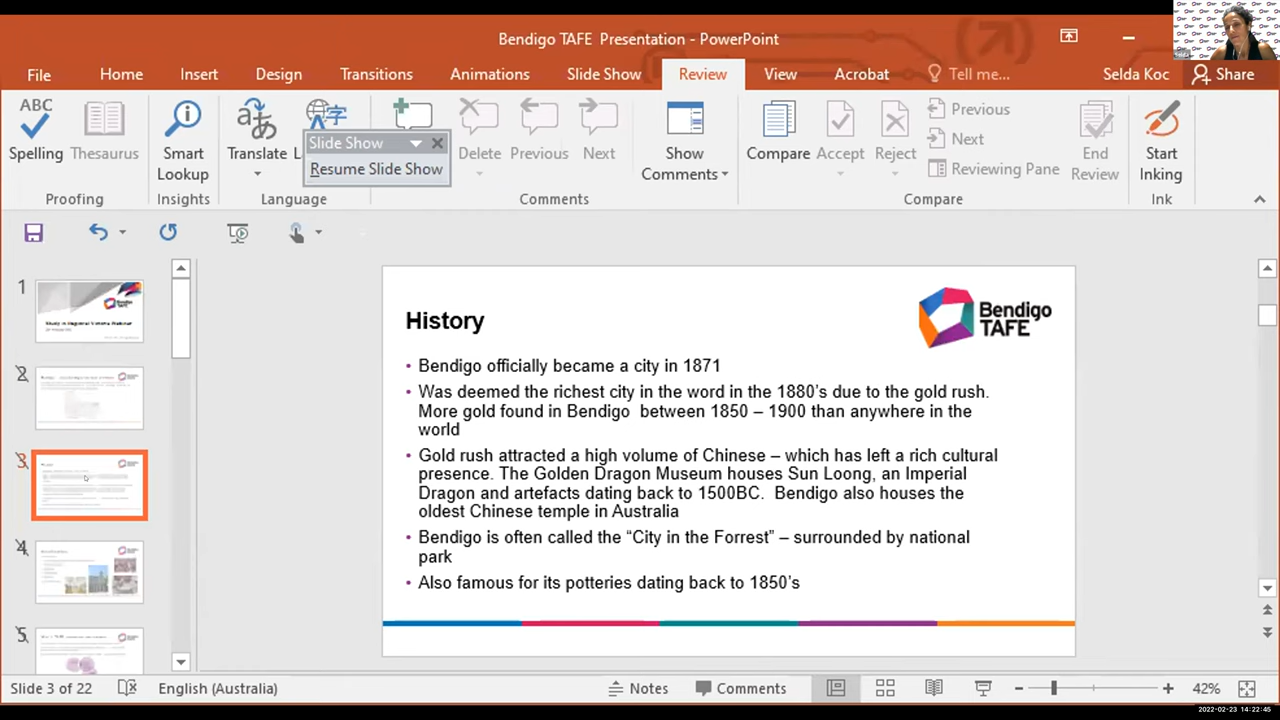 Bendigo TAFE Presentation - PowerPoint
File Home Insert Design Transitions Animations Slide Show Review View Acrobat Tell me... Selda Koc Share
ABC
Spelling Thesaurus Smart Lookup Translate L Delete Previous Next Show Comments Compare Accept Reject Previous
Next
Reviewing Pane
End Review
Start Inking
Slide Show
Resume Slide Show
Proofing Insights Language Comments Compare Ink
1
2
3
4
5
Bendigo TAFE
History
Bendigo
TAFE
• Bendigo officially became a city in 1871
• Was deemed the richest city in the word in the 1880's due to the gold rush.
More gold found in Bendigo between 1850 – 1900 than anywhere in the
world
• Gold rush attracted a high volume of Chinese – which has left a rich cultural
presence. The Golden Dragon Museum houses Sun Loong, an Imperial
Dragon and artefacts dating back to 1500BC. Bendigo also houses the
oldest Chinese temple in Australia
• Bendigo is often called the “City in the Forrest” – surrounded by national
park
• Also famous for its potteries dating back to 1850's
Slide 3 of 22 English (Australia) Notes Comments 42%
2022-02-23 14:22:45